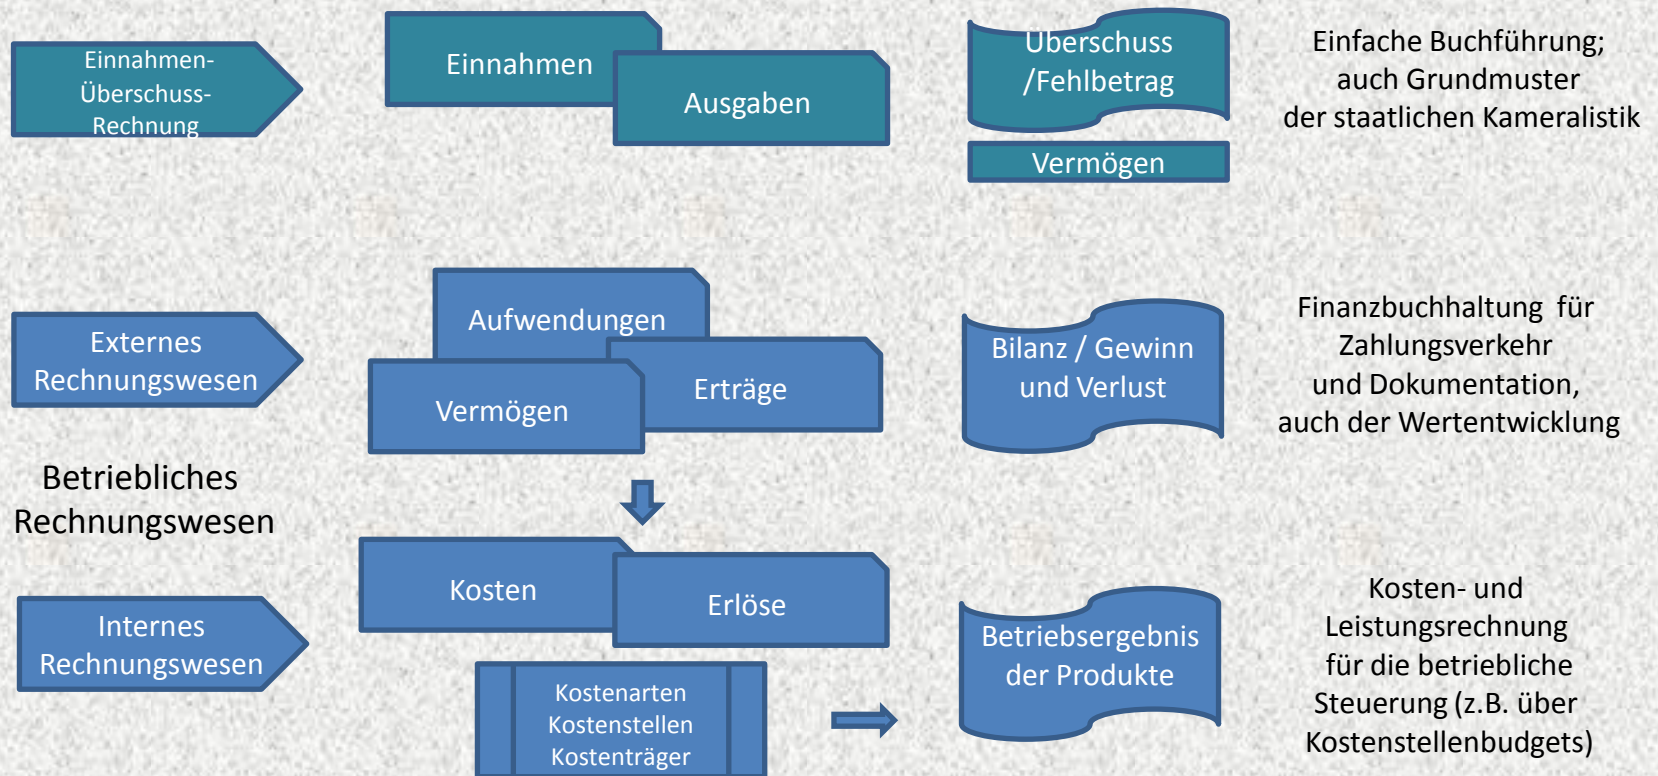 Einnahmen-
Überschuss-
Rechnung
Einnahmen
Ausgaben
Überschuss
/Fehlbetrag
Vermögen
Einfache Buchführung;
auch Grundmuster
der staatlichen Kameralistik
Externes
Rechnungswesen
Aufwendungen
Erträge
Vermögen
Bilanz / Gewinn
und Verlust
Finanzbuchhaltung für
Zahlungsverkehr
und Dokumentation,
auch der Wertentwicklung
Betriebliches
Rechnungswesen
Internes
Rechnungswesen
Kosten
Erlöse
Kostenarten
Kostenstellen
Kostenträger
Betriebsergebnis
der Produkte
Kosten- und
Leistungsrechnung
für die betriebliche
Steuerung (z.B. über
Kostenstellenbudgets)